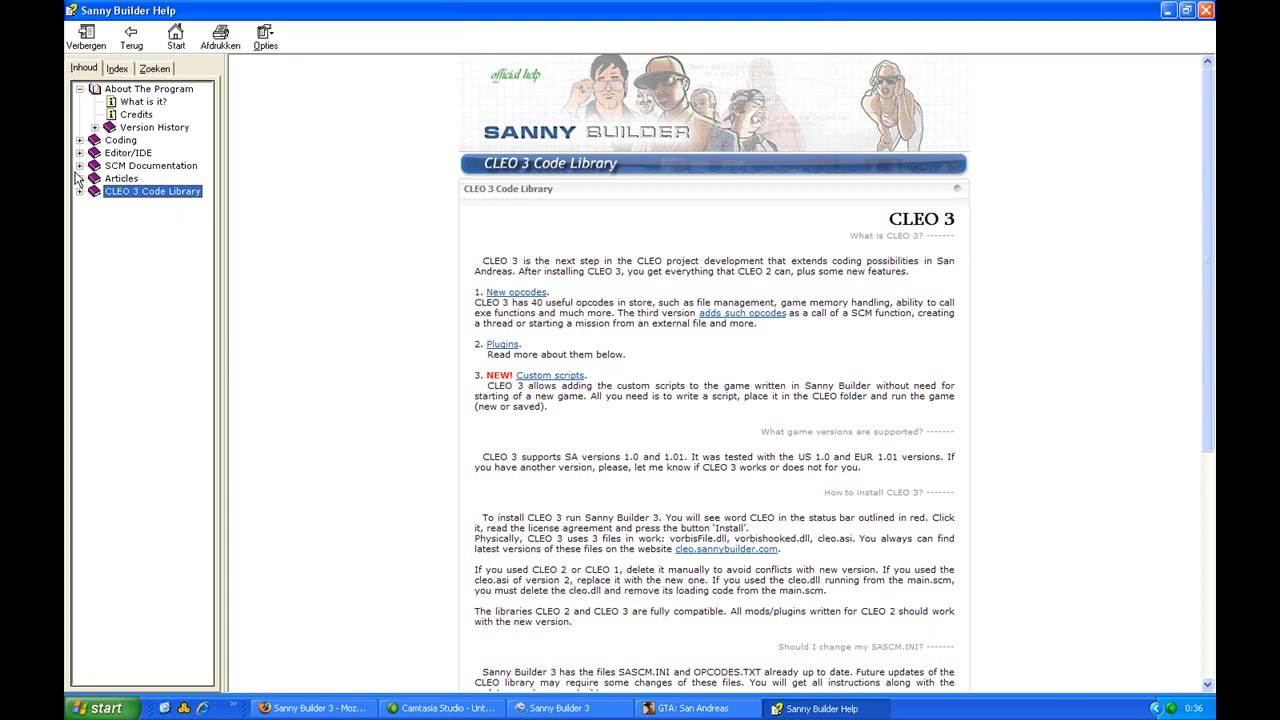 Sanny Builder Help
Verbergen Terug Start Afdrukken Opties
Inhoud Index Zoeken
About The Program
What is it?
Credits
Version History
Coding
Editor/IDE
SCM Documentation
Articles
CLEO 3 Code Library
official help
SANNY BUILDER
CLEO 3 Code Library
CLEO 3 Code Library
CLEO 3
What is CLEO 3? -------
CLEO 3 is the next step in the CLEO project development that extends coding possibilities in San
Andreas. After installing CLEO 3, you get everything that CLEO 2 can, plus some new features.
1. New opcodes.
CLEO 3 has 40 useful opcodes in store, such as file management, game memory handling, ability to call
exe functions and much more. The third version adds such opcodes as a call of a SCM function, creating
a thread or starting a mission from an external file and more.
2. Plugins.
Read more about them below.
3. NEW! Custom scripts.
CLEO 3 allows adding the custom scripts to the game written in Sanny Builder without need for
starting of a new game. All you need is to write a script, place it in the CLEO folder and run the game
(new or saved).
What game versions are supported? -------
CLEO 3 supports SA versions 1.0 and 1.01. It was tested with the US 1.0 and EUR 1.01 versions. If
you have another version, please, let me know if CLEO 3 works or does not for you.
How to install CLEO 3? -------
To install CLEO 3 run Sanny Builder 3. You will see word CLEO in the status bar outlined in red. Click
it, read the license agreement and press the button 'Install'.
Physically, CLEO 3 uses 3 files in work: vorbisFile.dll, vorbishooked.dll, cleo.asi. You always can find
latest versions of these files on the website cleo.sannybuilder.com.
If you used CLEO 2 or CLEO 1, delete it manually to avoid conflicts with new version. If you used the
cleo.asi of version 2, replace it with the new one. If you used the cleo.dll running from the main.scm,
you must delete the cleo.dll and remove its loading code from the main.scm.
The libraries CLEO 2 and CLEO 3 are fully compatible. All mods/plugins written for CLEO 2 should work
with the new version.
Should I change my SASCM.INI? -------
Sanny Builder 3 has the files SASCM.INI and OPCODES.TXT already up to date. Future updates of the
CLEO library may require some changes of these files. You will get all instructions along with the
start Sanny Builder 3 - Moz... Camtasia Studio - Unt... Sanny Builder 3 GTA: San Andreas Sanny Builder Help 0:36